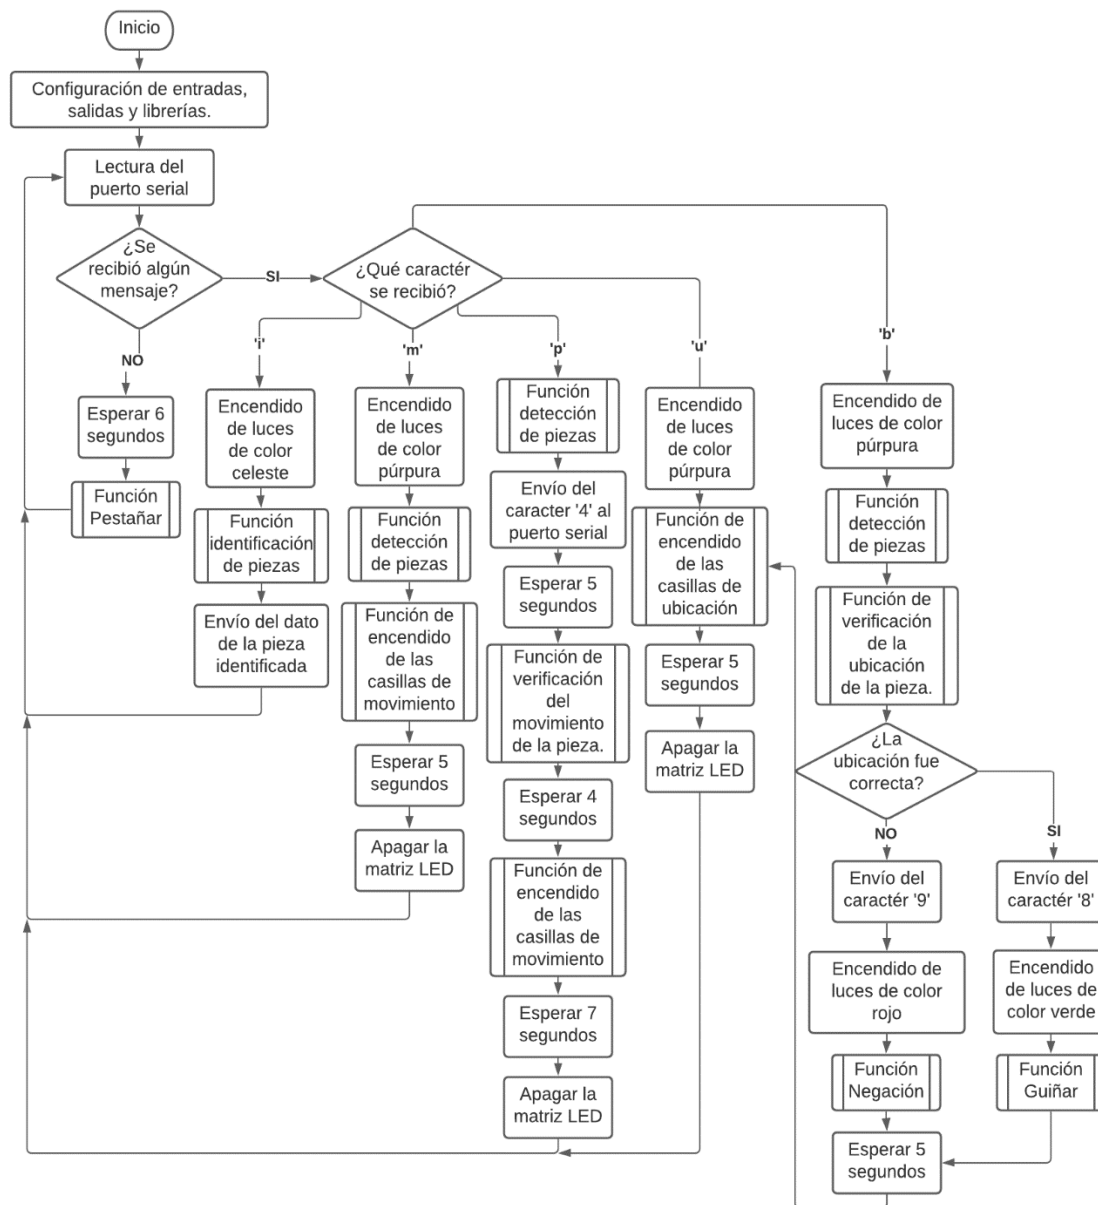 Inicio
Configuración de entradas,
salidas y librerías.
Lectura del
puerto serial
¿Se
recibió algún
mensaje?
SI
NO
Esperar 6
segundos
Función
Pestañar
¿Qué caractér
se recibió?
'i'
Encendido
de luces
de color
celeste
Función
identificación
de piezas
Envío del dato
de la pieza
identificada
'm'
Encendido
de luces
de color
púrpura
Función
detección
de piezas
Función de
encendido
de las
casillas de
movimiento
Esperar 5
segundos
Apagar la
matriz LED
'p'
Función
detección
de piezas
Envío del
caracter '4' al
puerto serial
Esperar 5
segundos
Función de
verificación
del
movimiento
de la pieza.
Esperar 4
segundos
Función de
encendido
de las
casillas de
movimiento
Esperar 7
segundos
Apagar la
matriz LED
'u'
Encendido
de luces
de color
púrpura
Función de
encendido
de las
casillas de
ubicación
Esperar 5
segundos
Apagar la
matriz LED
'b'
Encendido de
luces de color
púrpura
Función
detección
de piezas
Función de
verificación
de la
ubicación
de la pieza.
¿La
ubicación fue
correcta?
NO
Envío del
caractér '9'
Encendido de
luces de color
rojo
Función
Negación
SI
Envío del
caractér '8'
Encendido
de luces de
color verde
Función
Guiñar
Esperar 5
segundos